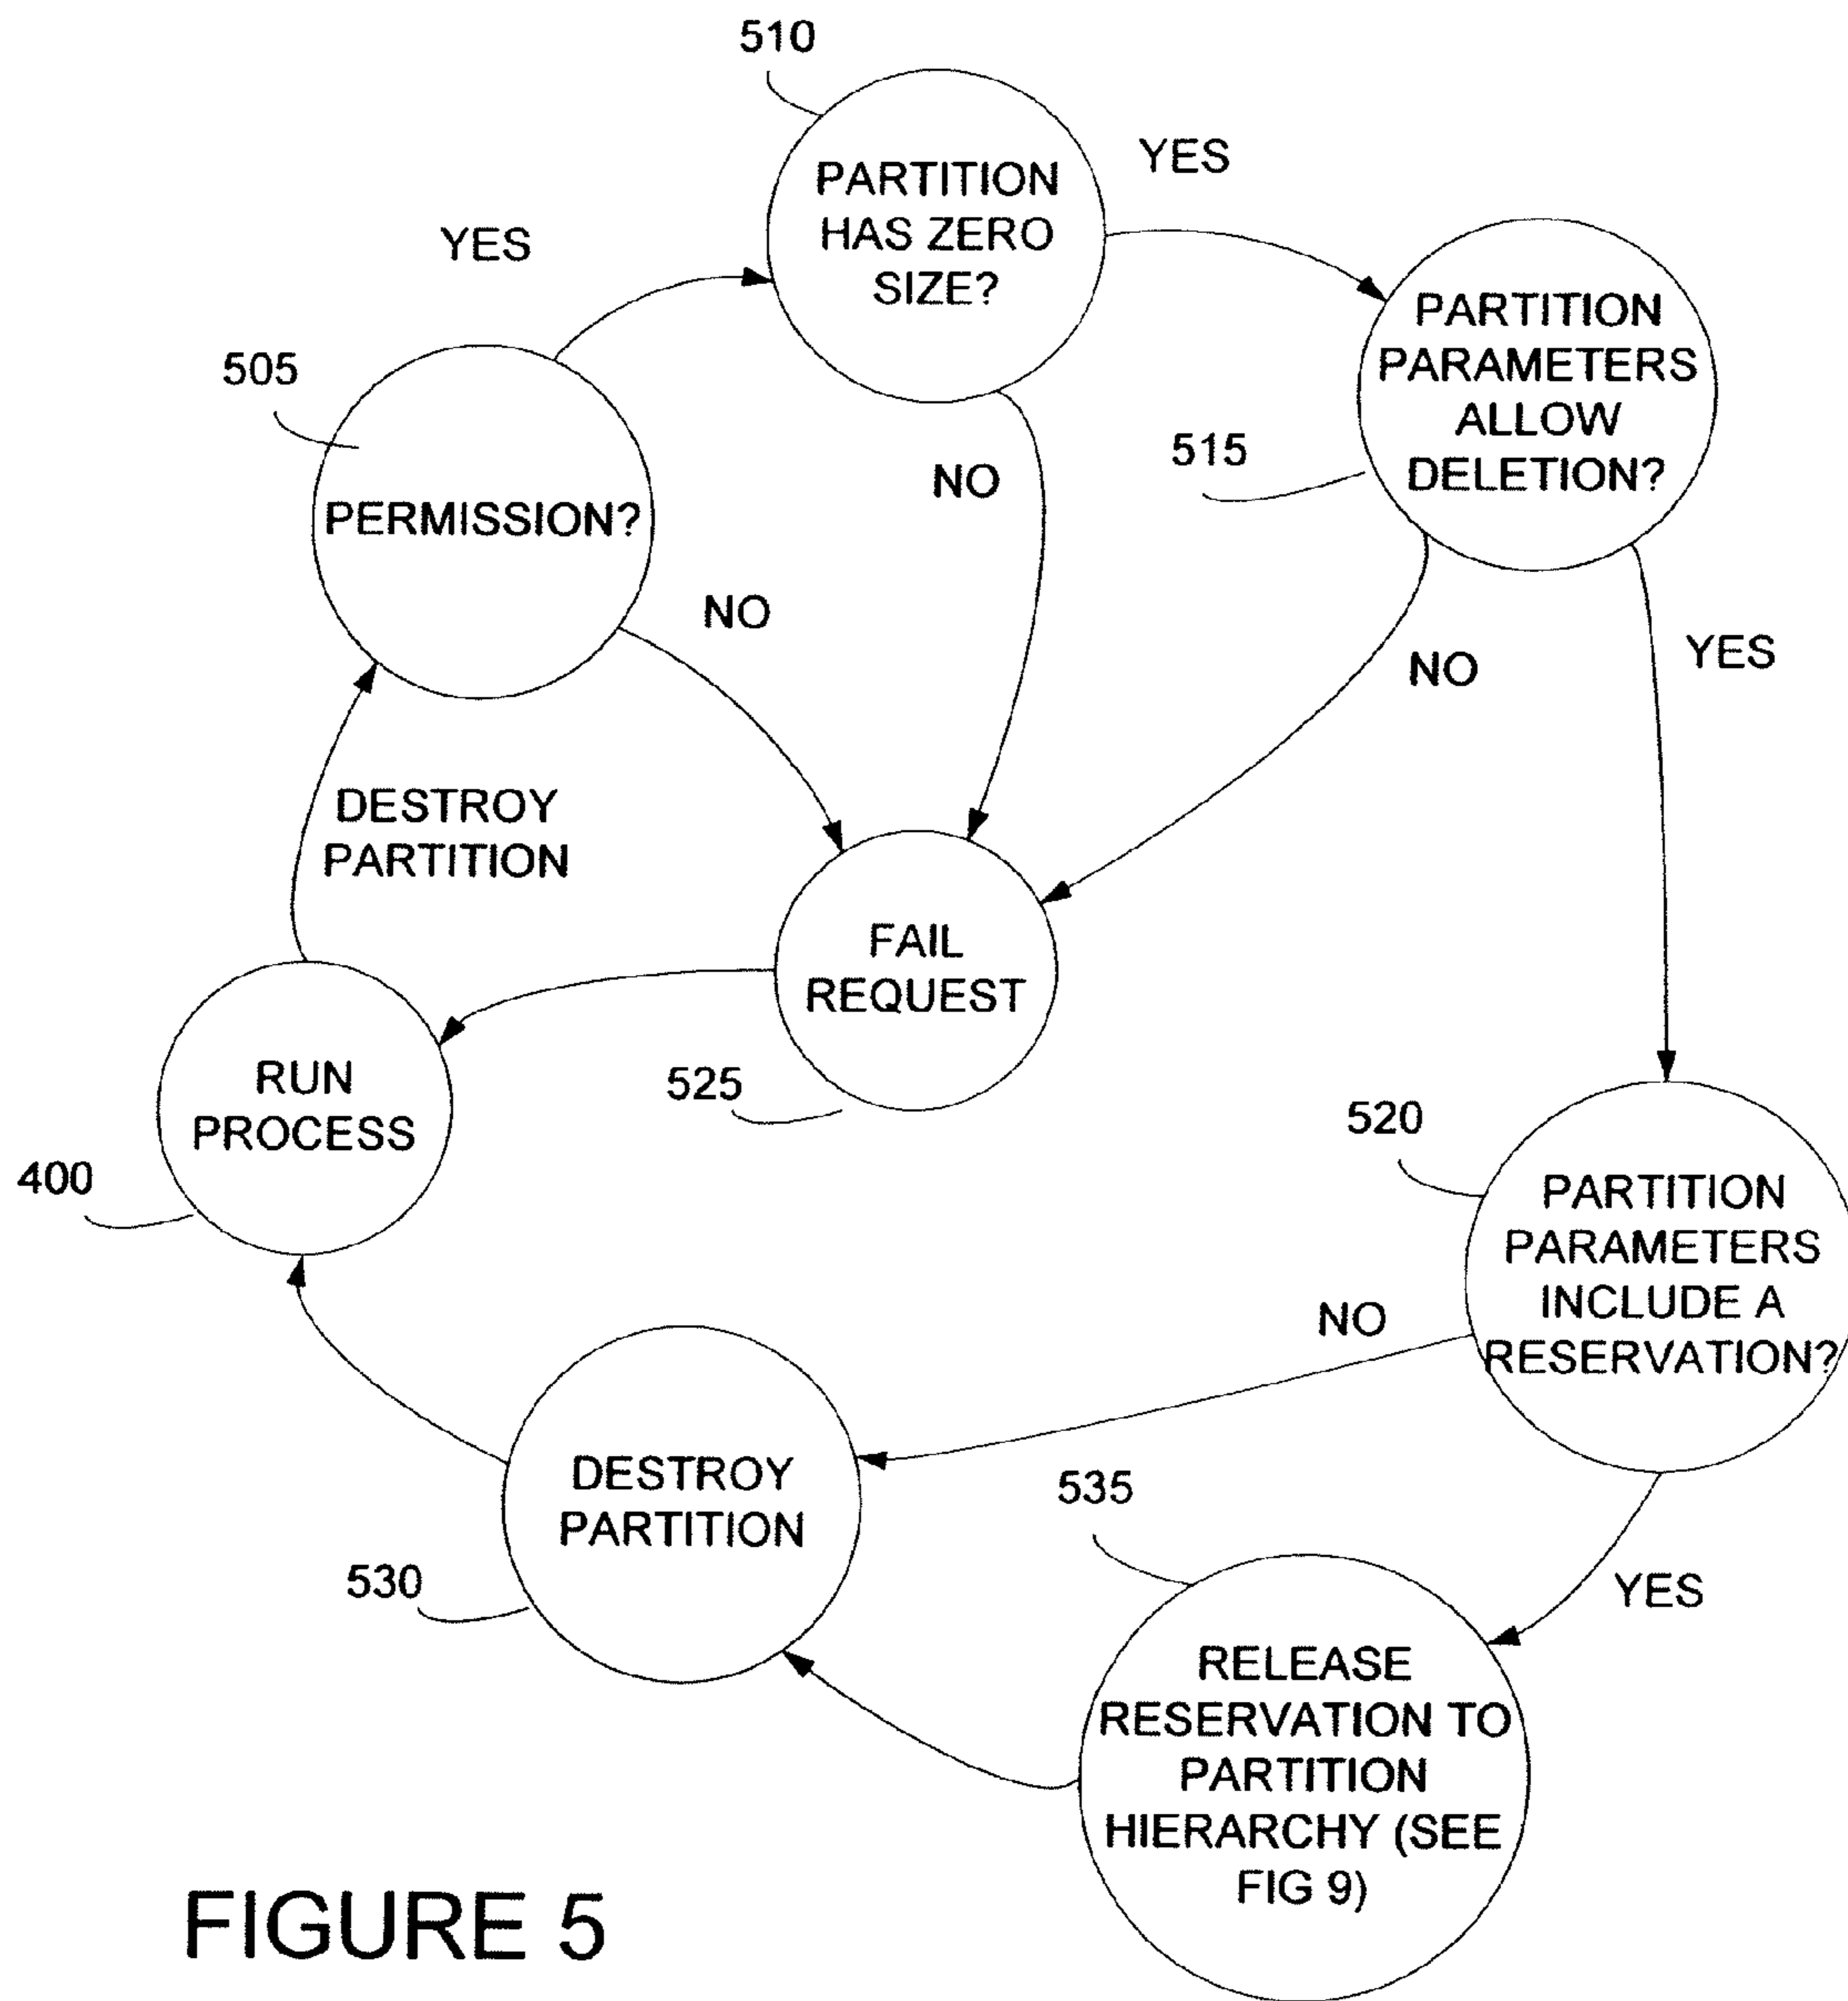 510
PARTITION
HAS ZERO
SIZE?
YES
YES
PARTITION
PARAMETERS
ALLOW
DELETION?
505
515
NO
PERMISSION?
NO
NO
YES
DESTROY
PARTITION
FAIL
REQUEST
525
RUN
PROCESS
400
520
PARTITION
PARAMETERS
INCLUDE A
RESERVATION?
NO
DESTROY
PARTITION
530
535
YES
RELEASE
RESERVATION TO
PARTITION
HIERARCHY (SEE
FIG 9)
FIGURE 5